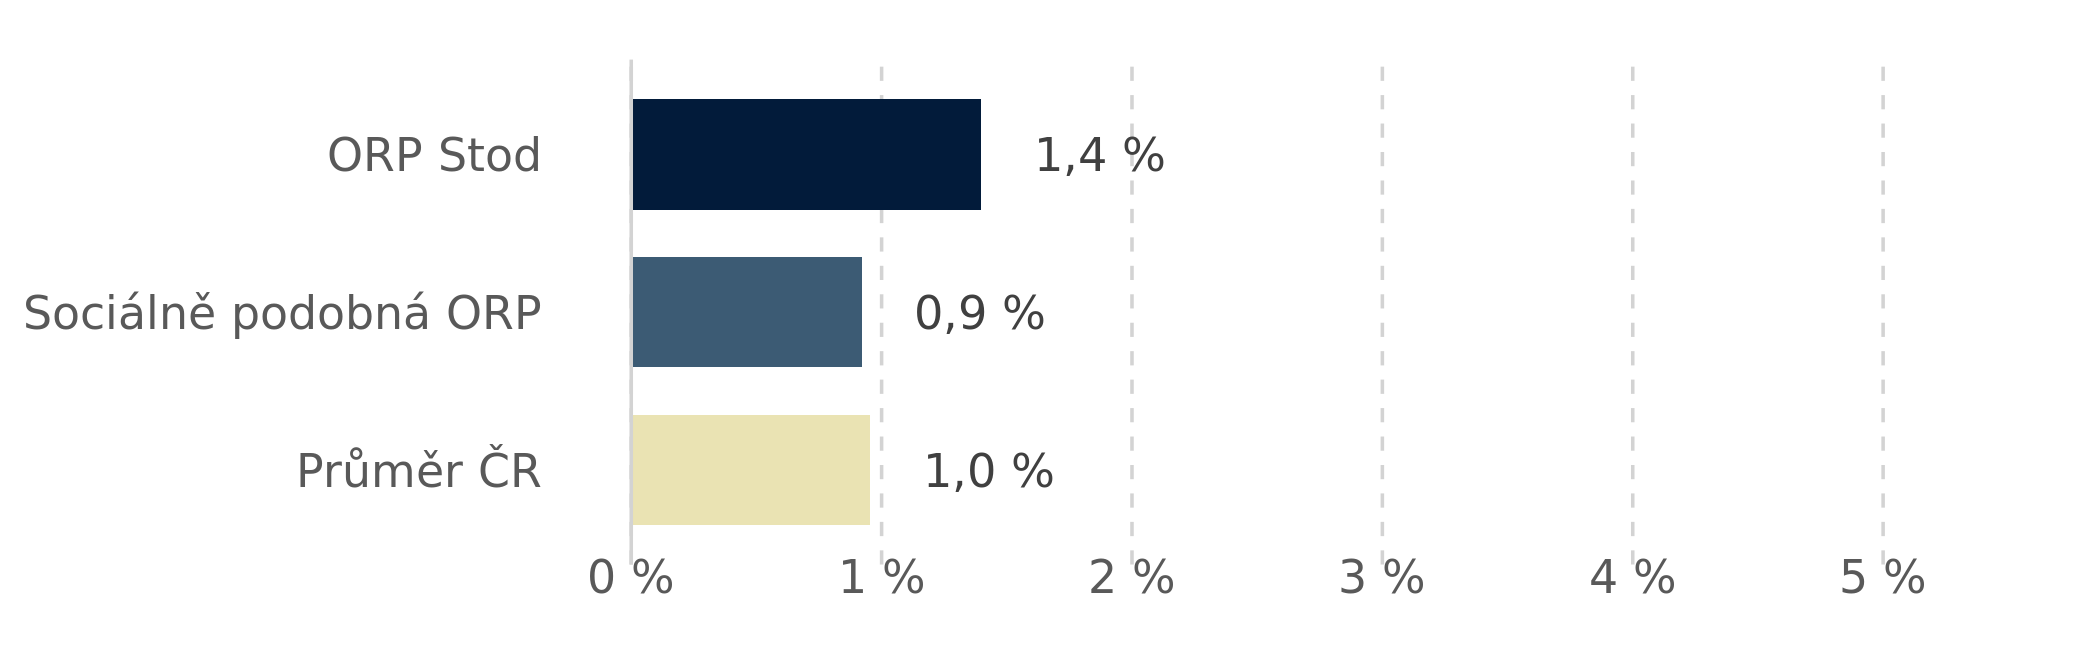 ORP Stod 1,4 %
Sociálně podobná ORP 0,9 %
Průměr ČR 1,0 %
0 % 1 % 2 % 3 % 4 % 5 %